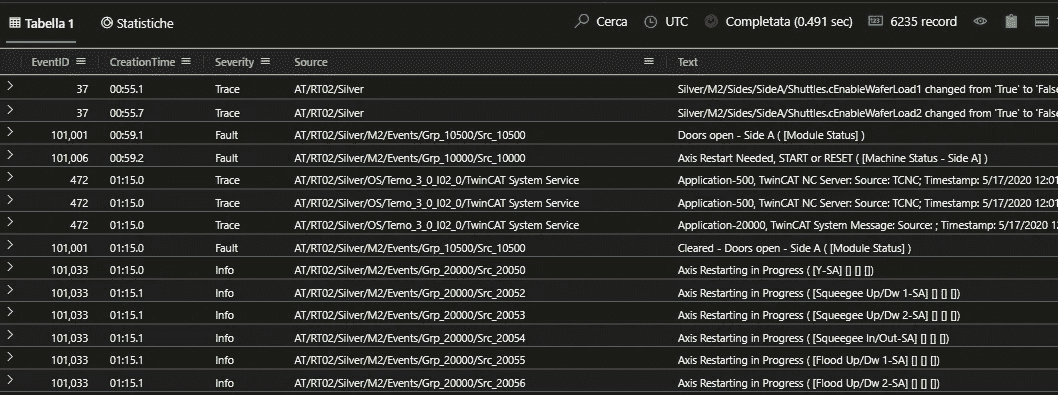 Tabella 1 Statistiche Cerca UTC Completata (0.491 sec) 6235 record
EventID CreationTime Severity Source Text
37 00:55.1 Trace AT/RT02/Silver Silver/M2/Sides/SideA/Shuttles.cEnableWaferLoad1 changed from 'True' to 'False
37 00:55.7 Trace AT/RT02/Silver Silver/M2/Sides/SideA/Shuttles.cEnableWaferLoad2 changed from 'True' to 'False
101,001 00:59.1 Fault AT/RT02/Silver/M2/Events/Grp_10500/Src_10500 Doors open - Side A ( [Module Status] )
101,006 00:59.2 Fault AT/RT02/Silver/M2/Events/Grp_10000/Src_10000 Axis Restart Needed, START or RESET ( [Machine Status - Side A] )
472 01:15.0 Trace AT/RT02/Silver/OS/Temo_3_0_I02_0/TwinCAT System Service Application-500, TwinCAT NC Server: Source: TCNC; Timestamp: 5/17/2020 12:01
472 01:15.0 Trace AT/RT02/Silver/OS/Temo_3_0_I02_0/TwinCAT System Service Application-500, TwinCAT NC Server: Source: TCNC; Timestamp: 5/17/2020 12:01
472 01:15.0 Trace AT/RT02/Silver/OS/Temo_3_0_I02_0/TwinCAT System Service Application-20000, TwinCAT System Message: Source: ; Timestamp: 5/17/2020 12
101,001 01:15.0 Fault AT/RT02/Silver/M2/Events/Grp_10500/Src_10500 Cleared - Doors open - Side A ( [Module Status] )
101,033 01:15.0 Info AT/RT02/Silver/M2/Events/Grp_20000/Src_20050 Axis Restarting in Progress ( [Y-SA] [] [] [])
101,033 01:15.1 Info AT/RT02/Silver/M2/Events/Grp_20000/Src_20052 Axis Restarting in Progress ( [Squeegee Up/Dw 1-SA] [] [] [])
101,033 01:15.1 Info AT/RT02/Silver/M2/Events/Grp_20000/Src_20053 Axis Restarting in Progress ( [Squeegee Up/Dw 2-SA] [] [] [])
101,033 01:15.1 Info AT/RT02/Silver/M2/Events/Grp_20000/Src_20054 Axis Restarting in Progress ( [Squeegee In/Out-SA] [] [] [])
101,033 01:15.1 Info AT/RT02/Silver/M2/Events/Grp_20000/Src_20055 Axis Restarting in Progress ( [Flood Up/Dw 1-SA] [] [] [])
101,033 01:15.1 Info AT/RT02/Silver/M2/Events/Grp_20000/Src_20056 Axis Restarting in Progress ( [Flood Up/Dw 2-SA] [] [] [])